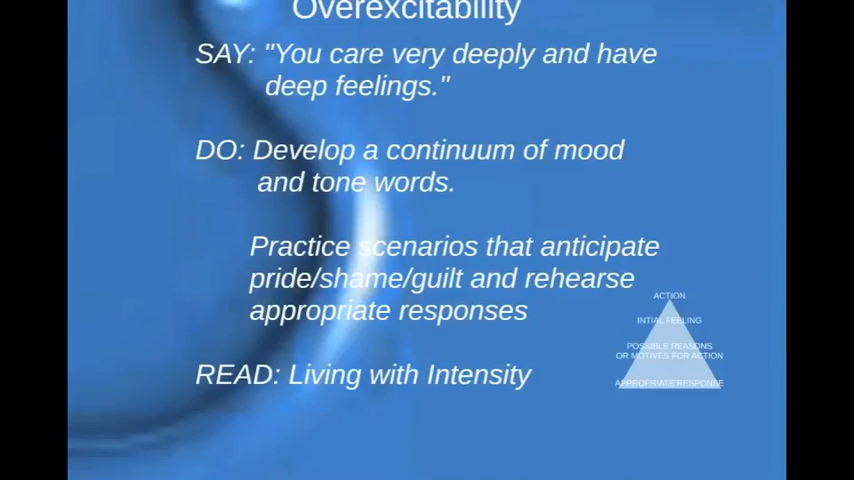 Overexcitability
SAY: "You care very deeply and have
deep feelings."
DO: Develop a continuum of mood
and tone words.
Practice scenarios that anticipate
pride/shame/guilt and rehearse
appropriate responses
READ: Living with Intensity
ACTION
INTIAL FEELING
POSSIBLE REASONS
OR MOTIVES FOR ACTION
APPROPRIATE RESPONSE